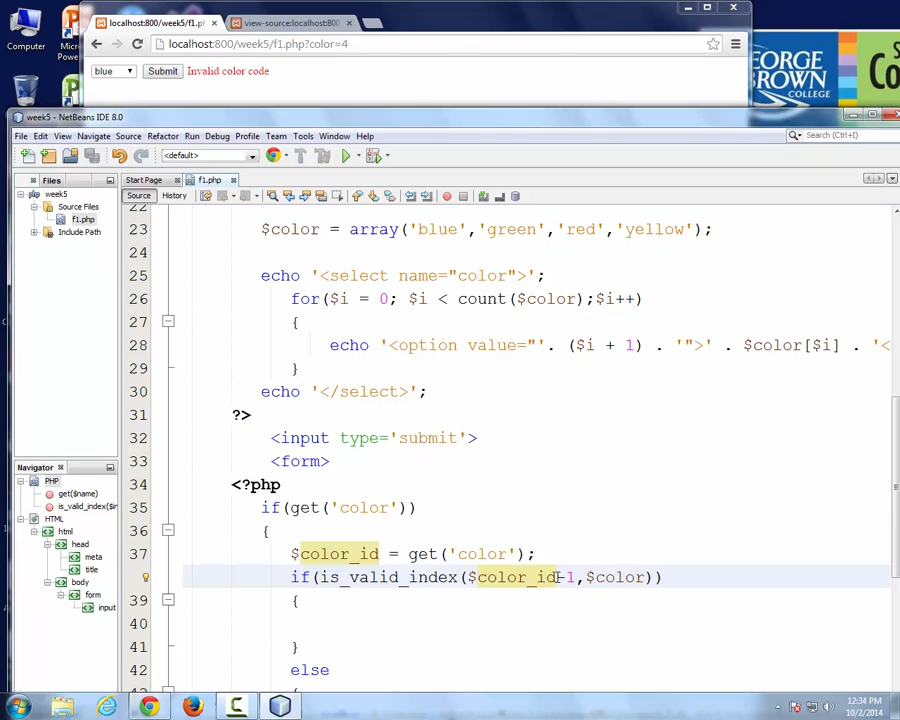 Computer
Micr
Power
localhost:800/week5/f1.ph
view-source:localhost:800
localhost:800/week5/f1.php?color=4
blue
Submit
Invalid color code
EORGE
BROWN
COLLEGE
Sc
Co
week5 - NetBeans IDE 8.0
File Edit View Navigate Source Refactor Run Debug Profile Team Tools Window Help
Search (Ctrl+I)
<default>
Files
Start Page
f1.php
Source History
week5
Source Files
f1.php
Include Path
22
23 $color = array('blue','green','red','yellow');
24
25 echo '<select name="color">';
26 for($i = 0; $i < count($color);$i++)
27 {
28 echo '<option value="'. ($i + 1) . '">' . $color[$i] . '<
29 }
30 echo '</select>';
31 ?>
32 <input type='submit'>
33 <form>
34 <?php
35 if(get('color'))
36 {
37 $color_id = get('color');
if(is_valid_index($color_id-1,$color))
39 {
40
41 }
42 else
{
Navigator
PHP
get($name)
is_valid_index($in
HTML
html
head
meta
title
body
form
input
12:34 PM
10/2/2014